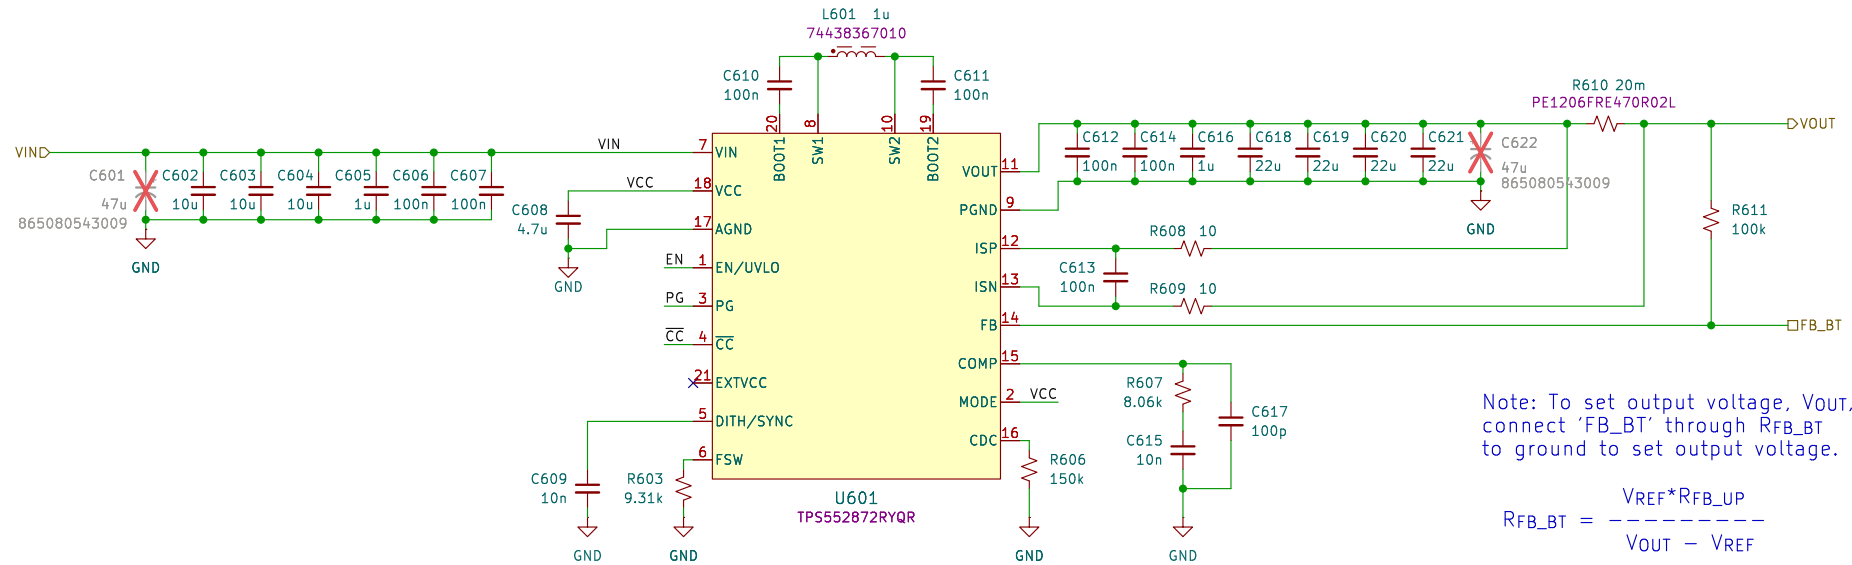 L601 1u
74438367010
C610
100n
C611
100n
20
8
10
19
BOOT1
SW1
SW2
BOOT2
R610 20m
PE1206FRE470R02L
VIN
VIN
7
VIN
C601
47u
865080543009
C602
10u
C603
10u
C604
10u
C605
1u
C606
100n
C607
100n
GND
VCC
18
VCC
C608
4.7u
GND
17
AGND
EN
1
EN/UVLO
PG
3
PG
CC
4
CC
21
EXTVCC
5
DITH/SYNC
6
FSW
C609
10n
GND
R603
9.31k
GND
U601
TPS552872RYQR
VOUT
11
PGND
9
ISP
12
ISN
13
FB
14
COMP
15
MODE
2
VCC
CDC
16
C612
100n
C614
100n
C616
1u
C618
22u
C619
22u
C620
22u
C621
22u
C622
47u
865080543009
GND
VOUT
R611
100k
R608 10
C613
100n
R609 10
FB_BT
R607
8.06k
C615
10n
C617
100p
GND
R606
150k
GND
Note: To set output voltage, VOUT,
connect 'FB_BT' through RFB_BT
to ground to set output voltage.
VREF*RFB_UP
RFB_BT = ---------
VOUT - VREF